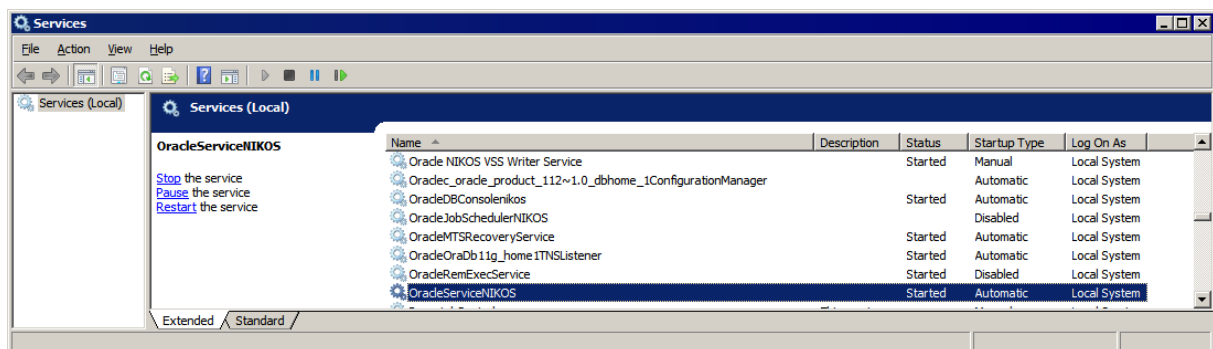 Services
File Action View Help
Services (Local)
Services (Local)
OracleServiceNIKOS
Stop the service
Pause the service
Restart the service
Name Description Status Startup Type Log On As
Oracle NIKOS VSS Writer Service Started Manual Local System
Oradec_oracle_product_112~1.0_dbhome_1ConfigurationManager Automatic Local System
OracleDBConsolenikos Started Automatic Local System
OracleJobSchedulerNIKOS Disabled Local System
OracleMTSRecoveryService Started Automatic Local System
OracleOraDb11g_home1TNSListener Started Automatic Local System
OracleRemExecService Started Disabled Local System
OracleServiceNIKOS Started Automatic Local System
Extended Standard